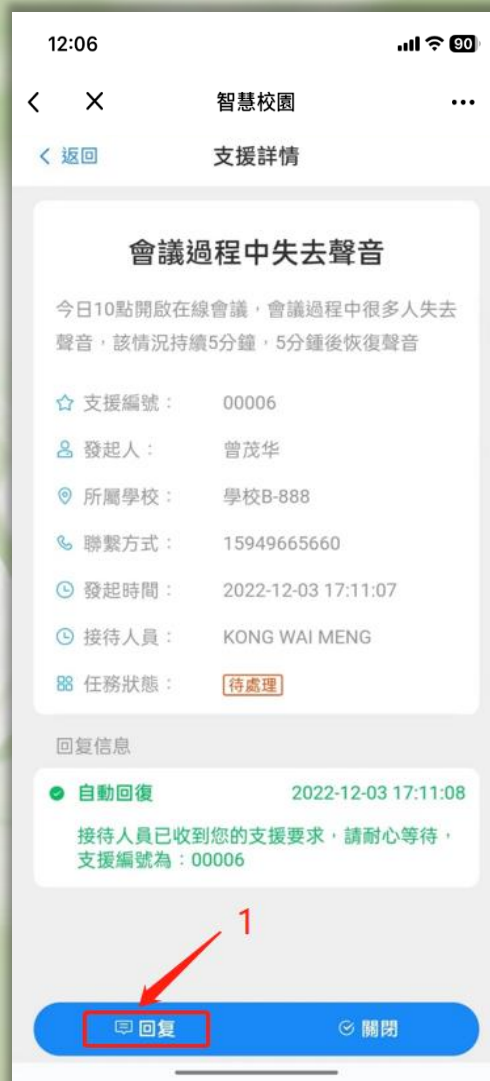 12:06
90
智慧校園
返回 支援詳情
會議過程中失去聲音
今日10點開啟在線會議，會議過程中很多人失去
聲音，該情況持續5分鐘，5分鍾後恢復聲音
支援編號： 00006
發起人： 曾茂华
所屬學校： 學校B-888
聯繫方式： 15949665660
發起時間： 2022-12-03 17:11:07
接待人員： KONG WAI MENG
任務狀態： 待處理
回复信息
自動回復 2022-12-03 17:11:08
接待人員已收到您的支援要求，請耐心等待，
支援編號為：00006
1
回复 關閉